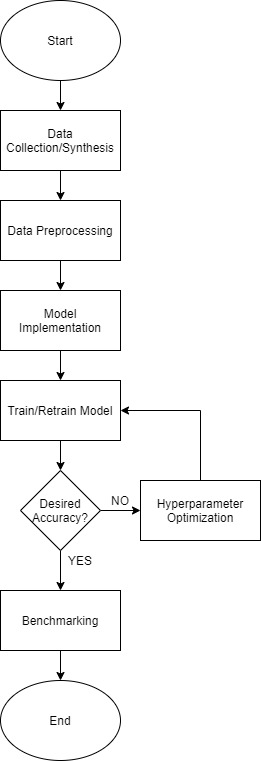 Start
Data
Collection/Synthesis
Data Preprocessing
Model
Implementation
Train/Retrain Model
Desired
Accuracy?
NO
Hyperparameter
Optimization
YES
Benchmarking
End